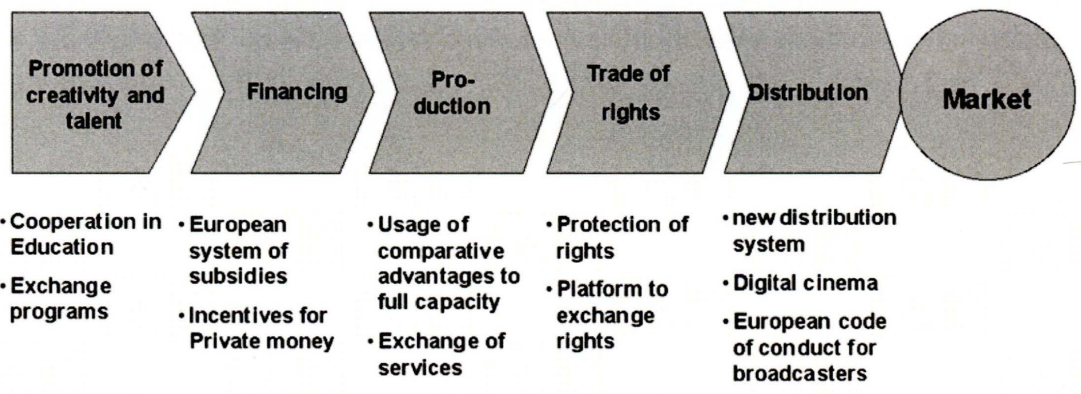 Promotion of
creativity and
talent
Financing
Pro-
duction
Trade of
rights
Distribution
Market
• Cooperation in
Education
• Exchange
programs
• European
system of
subsidies
• Incentives for
Private money
• Usage of
comparative
advantages to
full capacity
• Exchange of
services
• Protection of
rights
• Platform to
exchange
rights
• new distribution
system
• Digital cinema
• European code
of conduct for
broadcasters